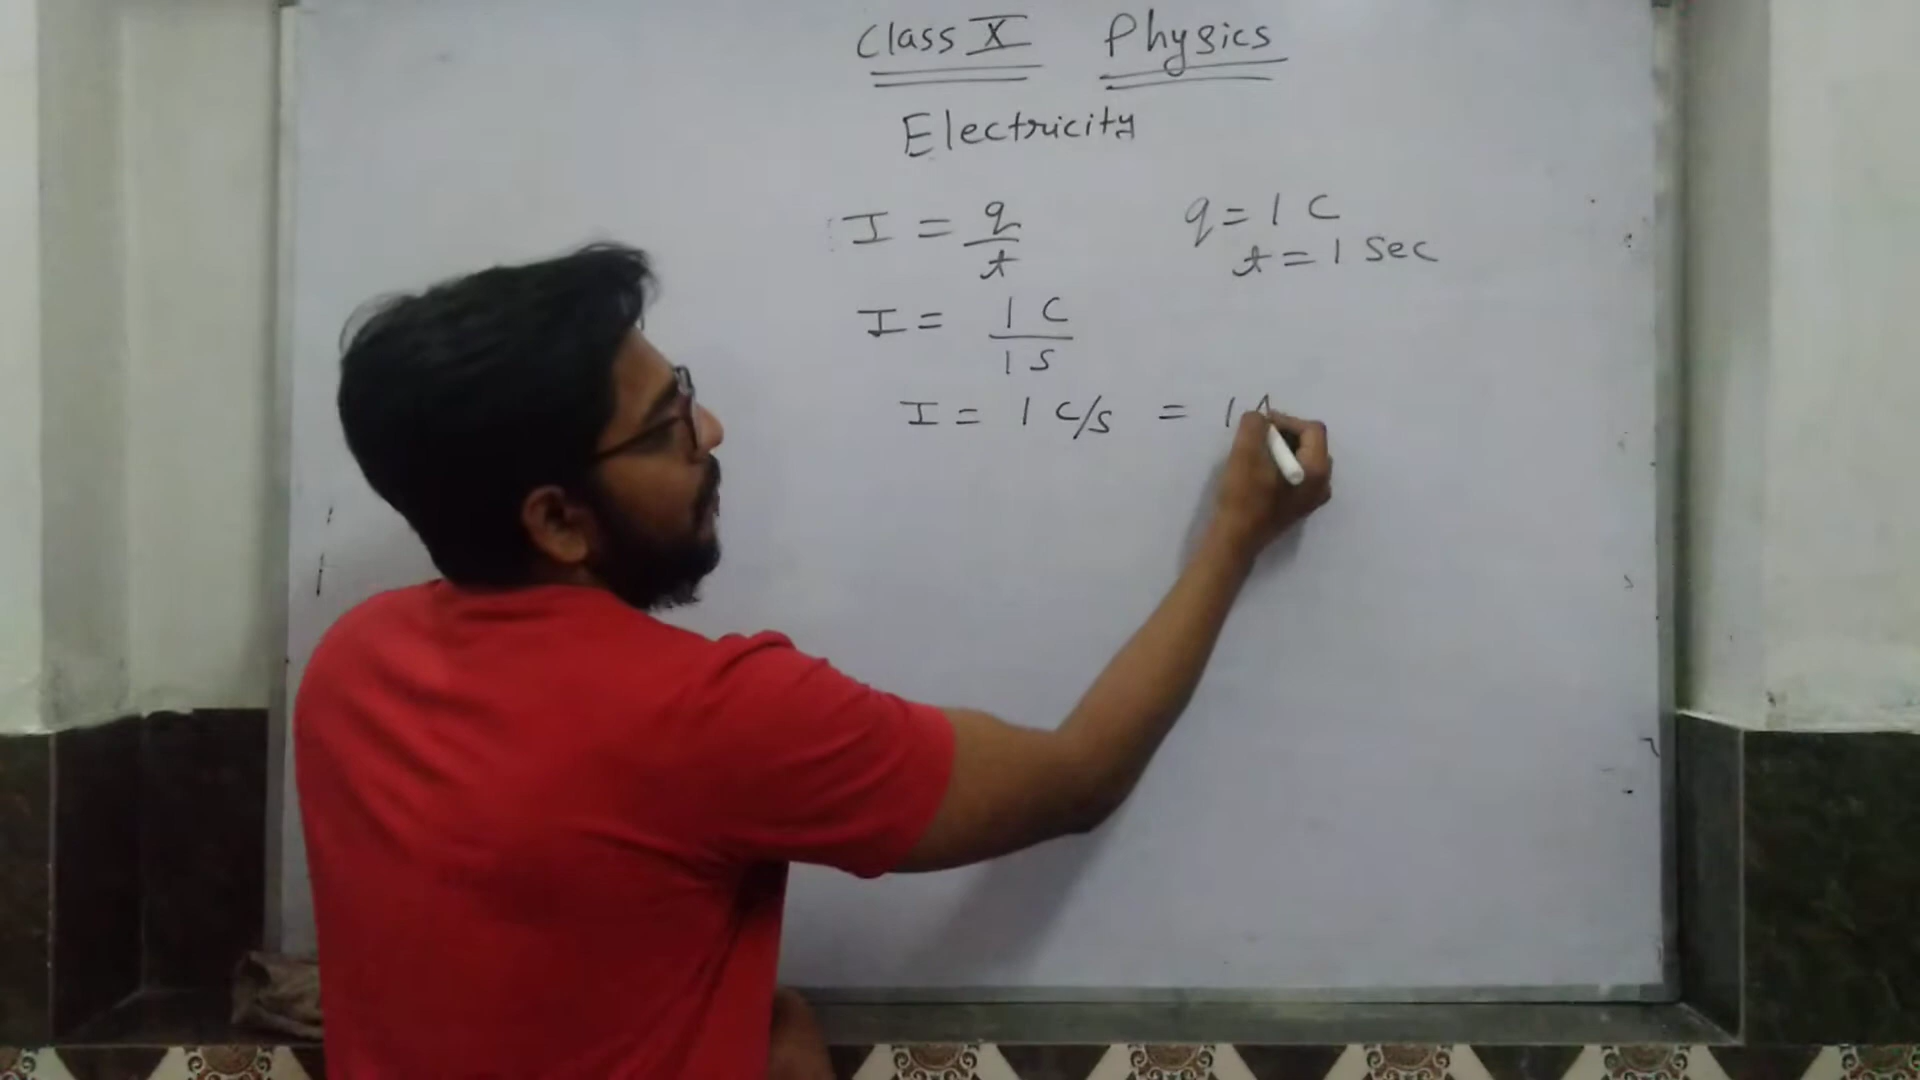 Class X Physics
Electricity
I = q/t q = 1 C
t = 1 Sec
I = 1 C / 1 S
I = 1 C/s = 1 A